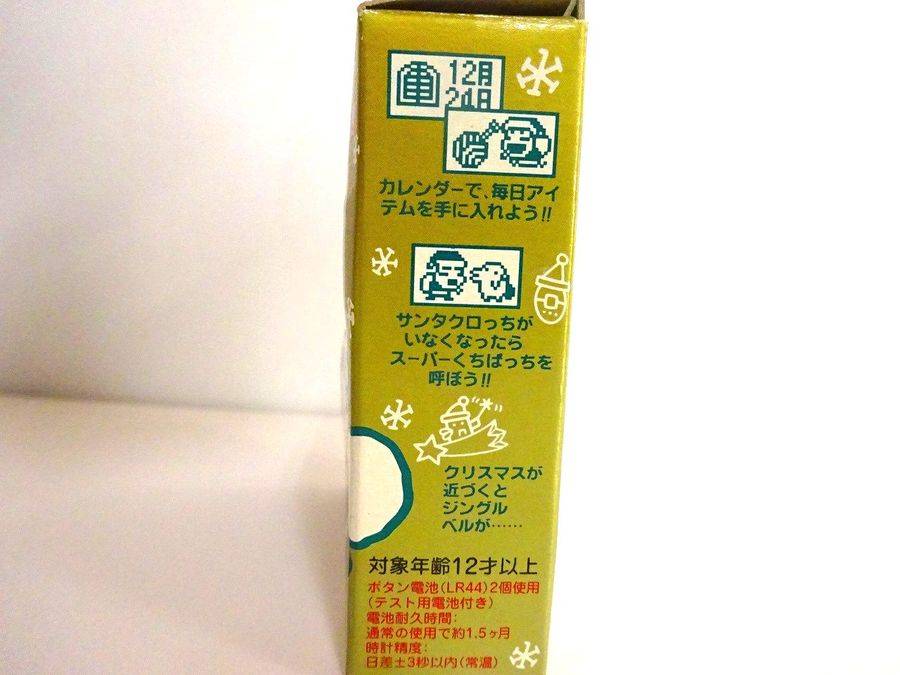 12月
24日
カレンダーで、毎日アイ
テムを手に入れよう!!
サンタクロっちが
いなくなったら
スーパーくちぱっちを
呼ぼう!!
クリスマスが
近づくと
ジングル
ベルが……
対象年齢12才以上
ボタン電池(LR44)2個使用
(テスト用電池付き)
電池耐久時間:
通常の使用で約1.5ヶ月
時計精度:
日差±3秒以内(常温)